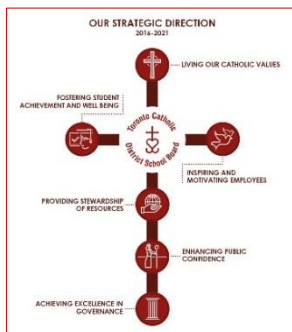 OUR STRATEGIC DIRECTION
2016-2021
LIVING OUR CATHOLIC VALUES
FOSTERING STUDENT
ACHIEVEMENT AND WELL BEING
Toronto Catholic
District School Board
INSPIRING AND
MOTIVATING EMPLOYEES
PROVIDING STEWARDSHIP
OF RESOURCES
ENHANCING PUBLIC
CONFIDENCE
ACHIEVING EXCELLENCE IN
GOVERNANCE